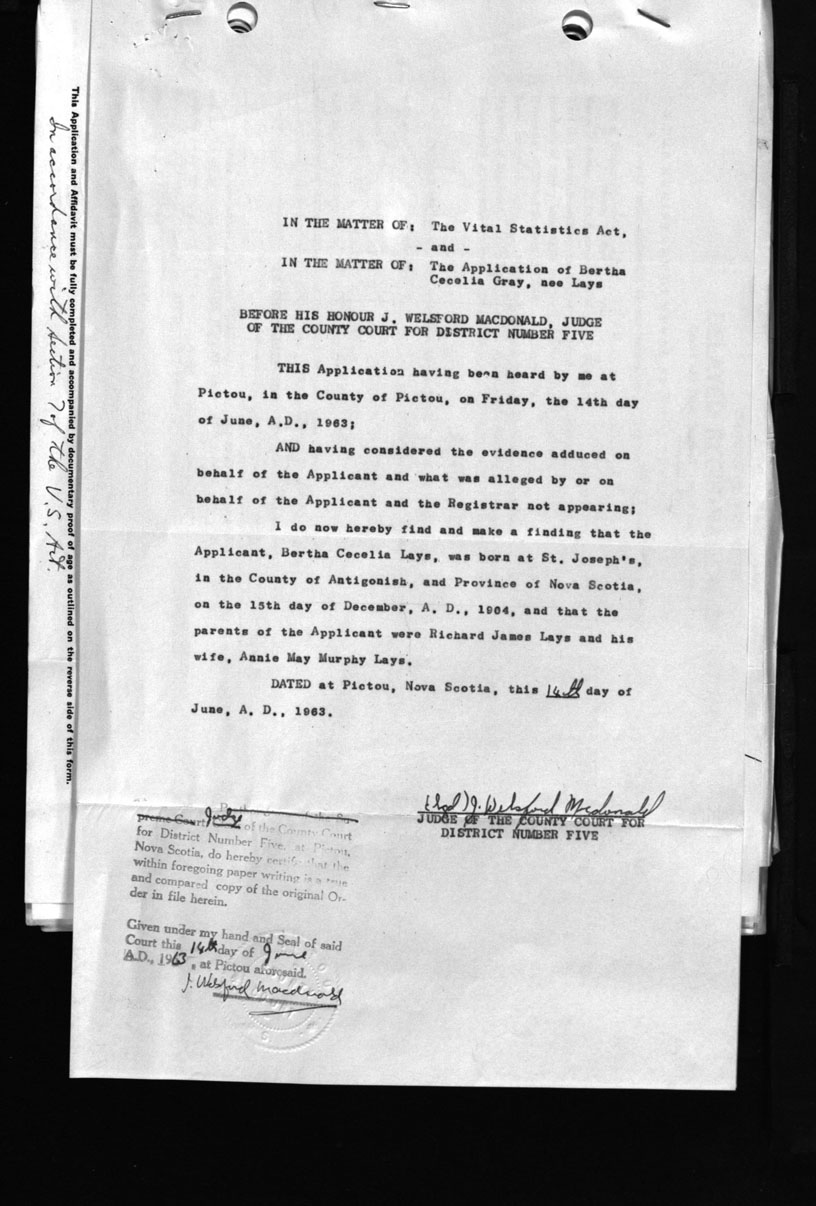 This Application and Affidavit must be fully completed and accompanied by documentary proof of age as outlined on the reverse side of this form.
In accordance with section 7 of the V.S. Act.
IN THE MATTER OF: The Vital Statistics Act,
- and -
IN THE MATTER OF: The Application of Bertha
Cecelia Gray, nee Lays
BEFORE HIS HONOUR J. WELSFORD MACDONALD, JUDGE
OF THE COUNTY COURT FOR DISTRICT NUMBER FIVE
THIS Application having been heard by me at
Pictou, in the County of Pictou, on Friday, the 14th day
of June, A.D., 1963;
AND having considered the evidence adduced on
behalf of the Applicant and what was alleged by or on
behalf of the Applicant and the Registrar not appearing;
I do now hereby find and make a finding that the
Applicant, Bertha Cecelia Lays, was born at St. Joseph's,
in the County of Antigonish, and Province of Nova Scotia,
on the 15th day of December, A. D., 1904, and that the
parents of the Applicant were Richard James Lays and his
wife, Annie May Murphy Lays.
DATED at Pictou, Nova Scotia, this 14th day of
June, A. D., 1963.
(Sgd) J. Welsford Macdonald
JUDGE OF THE COUNTY COURT FOR
DISTRICT NUMBER FIVE
preme Court Judge of the County Court
for District Number Five, at Pictou,
Nova Scotia, do hereby certify that the
within foregoing paper writing is a true
and compared copy of the original Or-
der in file herein.
Given under my hand and Seal of said
Court this 14th day of June
A.D., 1963, at Pictou aforesaid.
J. Welsford Macdonald